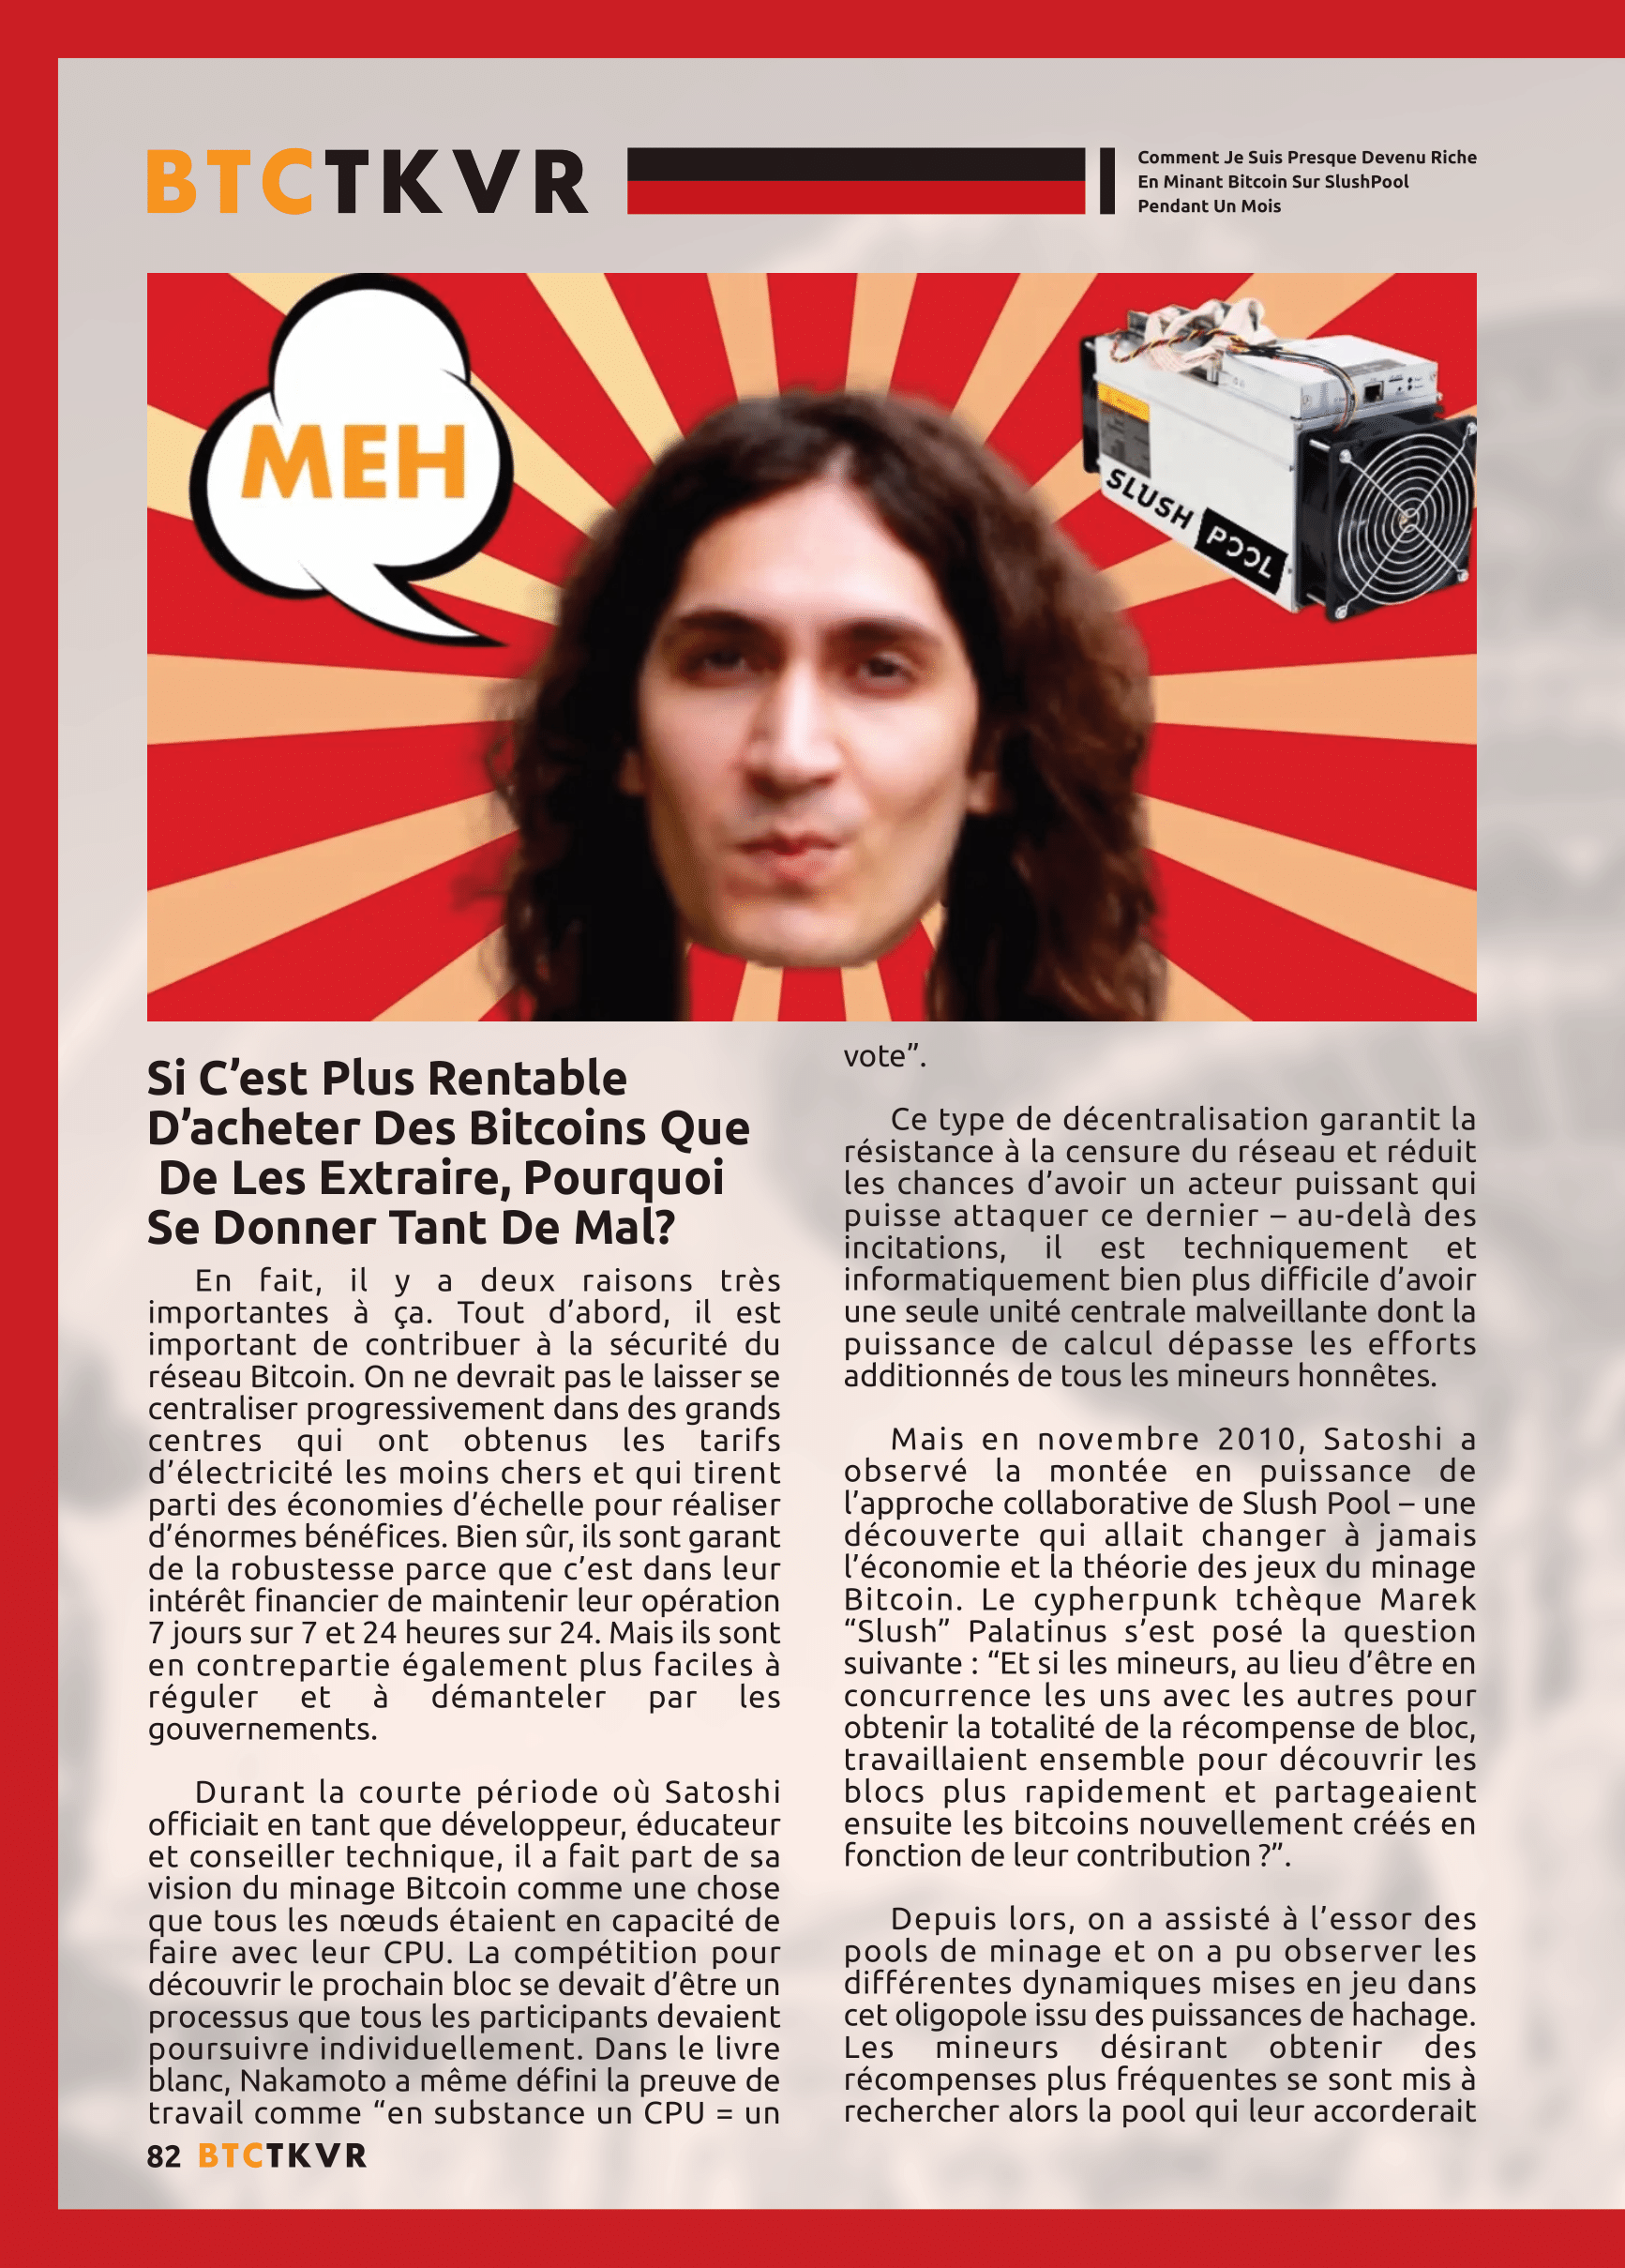 BTCTKVR
Comment Je Suis Presque Devenu Riche
En Minant Bitcoin Sur SlushPool
Pendant Un Mois
MEH
SLUSH POOL
Si C’est Plus Rentable
D’acheter Des Bitcoins Que
De Les Extraire, Pourquoi
Se Donner Tant De Mal?
En fait, il y a deux raisons très
importantes à ça. Tout d’abord, il est
important de contribuer à la sécurité du
réseau Bitcoin. On ne devrait pas le laisser se
centraliser progressivement dans des grands
centres qui ont obtenus les tarifs
d’électricité les moins chers et qui tirent
parti des économies d’échelle pour réaliser
d’énormes bénéfices. Bien sûr, ils sont garant
de la robustesse parce que c’est dans leur
intérêt financier de maintenir leur opération
7 jours sur 7 et 24 heures sur 24. Mais ils sont
en contrepartie également plus faciles à
réguler et à démanteler par les
gouvernements.
Durant la courte période où Satoshi
officiait en tant que développeur, éducateur
et conseiller technique, il a fait part de sa
vision du minage Bitcoin comme une chose
que tous les nœuds étaient en capacité de
faire avec leur CPU. La compétition pour
découvrir le prochain bloc se devait d’être un
processus que tous les participants devaient
poursuivre individuellement. Dans le livre
blanc, Nakamoto a même défini la preuve de
travail comme “en substance un CPU = un
vote”.
Ce type de décentralisation garantit la
résistance à la censure du réseau et réduit
les chances d’avoir un acteur puissant qui
puisse attaquer ce dernier – au-delà des
incitations, il est techniquement et
informatiquement bien plus difficile d’avoir
une seule unité centrale malveillante dont la
puissance de calcul dépasse les efforts
additionnés de tous les mineurs honnêtes.
Mais en novembre 2010, Satoshi a
observé la montée en puissance de
l’approche collaborative de Slush Pool – une
découverte qui allait changer à jamais
l’économie et la théorie des jeux du minage
Bitcoin. Le cypherpunk tchèque Marek
“Slush” Palatinus s’est posé la question
suivante : “Et si les mineurs, au lieu d’être en
concurrence les uns avec les autres pour
obtenir la totalité de la récompense de bloc,
travaillaient ensemble pour découvrir les
blocs plus rapidement et partageaient
ensuite les bitcoins nouvellement créés en
fonction de leur contribution ?”.
Depuis lors, on a assisté à l’essor des
pools de minage et on a pu observer les
différentes dynamiques mises en jeu dans
cet oligopole issu des puissances de hachage.
Les mineurs désirant obtenir des
récompenses plus fréquentes se sont mis à
rechercher alors la pool qui leur accorderait
82 BTCTKVR